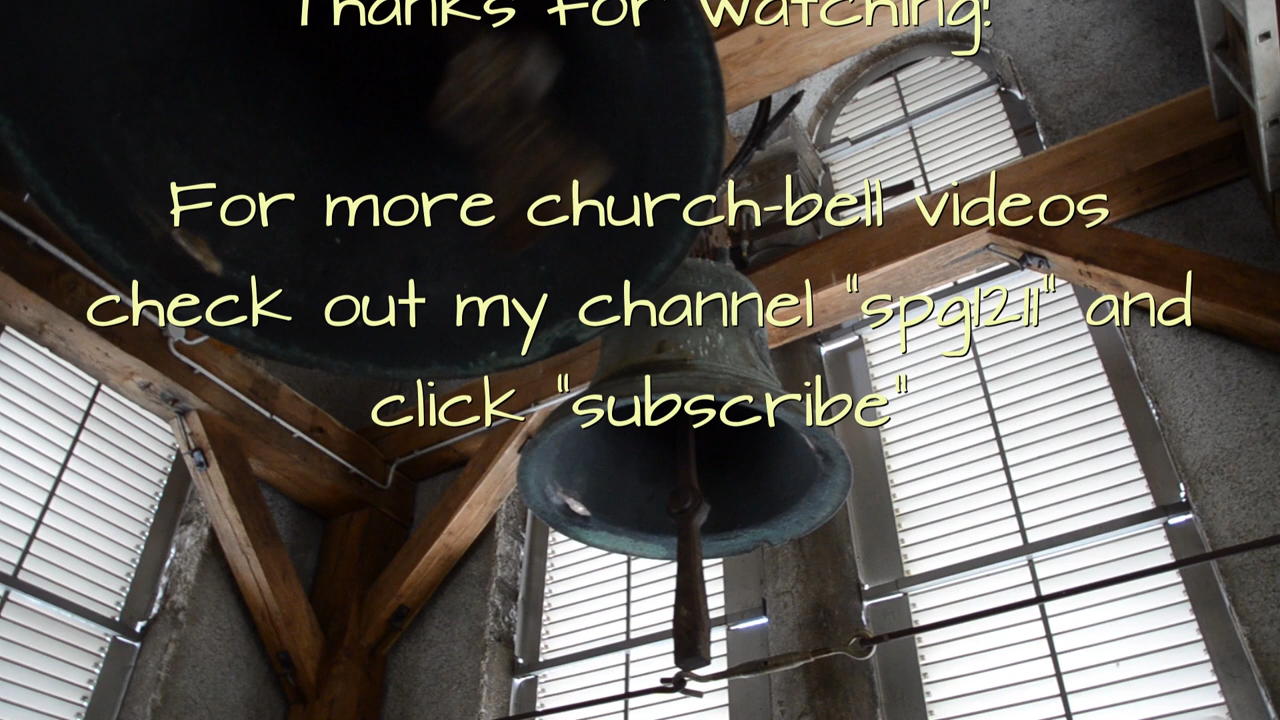 Thanks for watching!
For more church-bell videos
check out my channel "spg1211" and
click "subscribe"